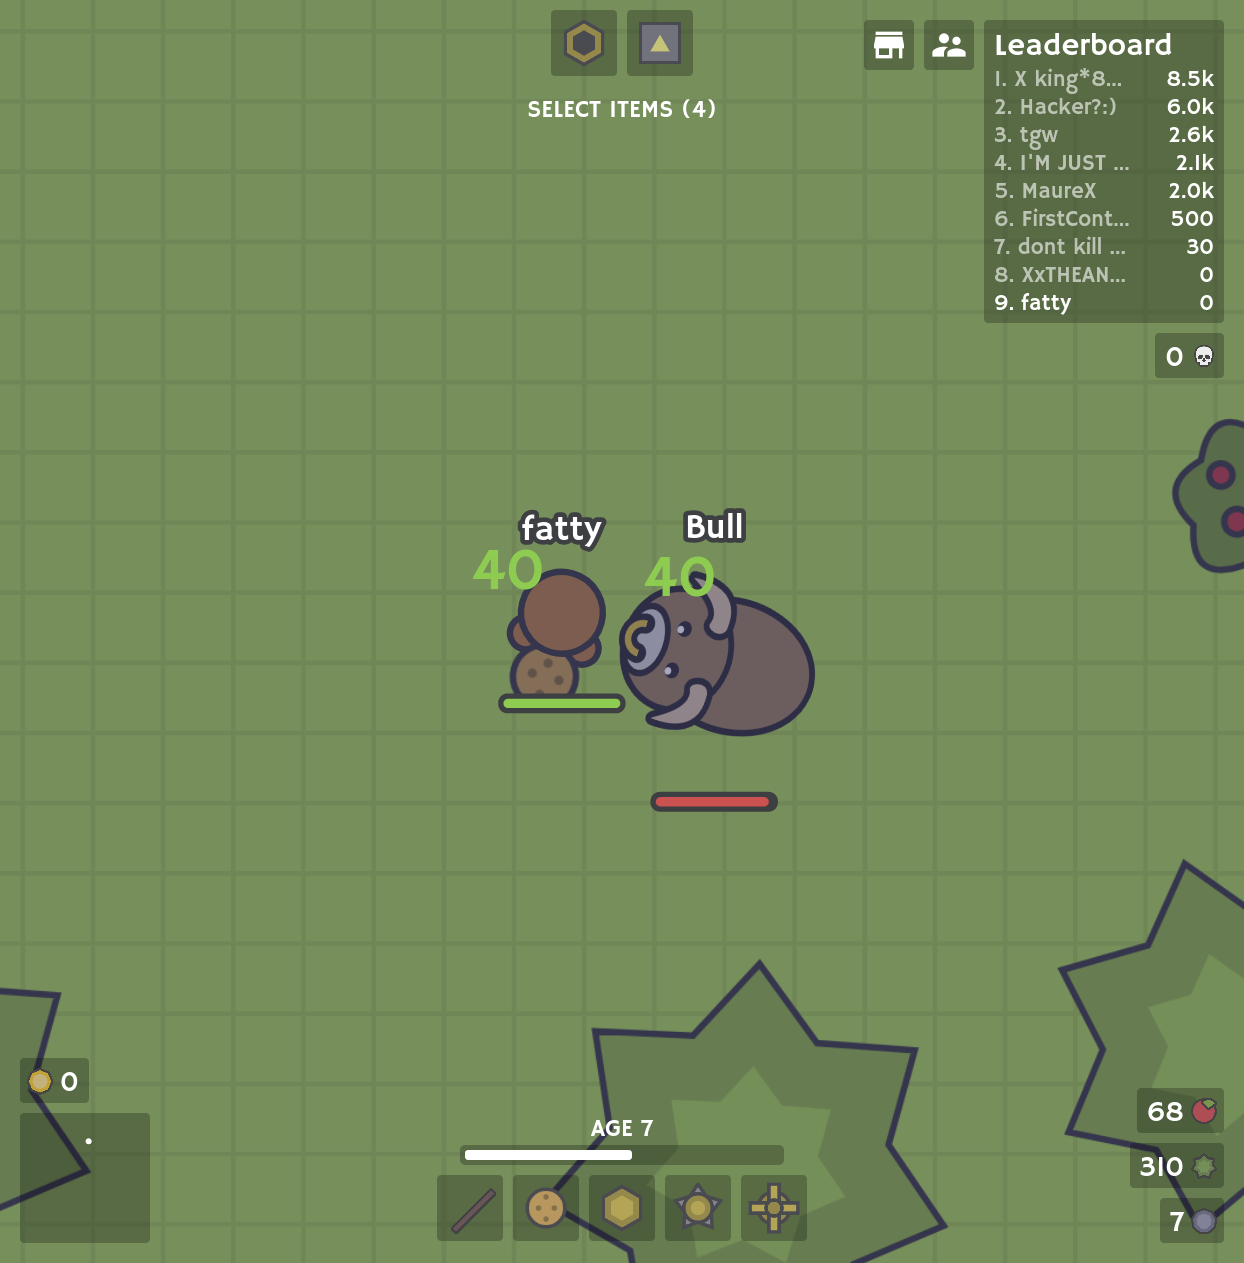 SELECT ITEMS (4)
Leaderboard
1. X king*8... 8.5k
2. Hacker?:) 6.0k
3. tgw 2.6k
4. I'M JUST ... 2.1k
5. MaureX 2.0k
6. FirstCont... 500
7. dont kill ... 30
8. XxTHEAN... 0
9. fatty 0
0
fatty
Bull
40
40
0
68
AGE 7
310
7